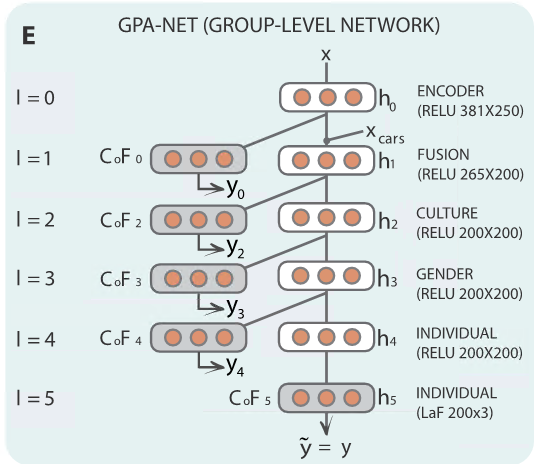 E
GPA-NET (GROUP-LEVEL NETWORK)
x
l = 0
h0
ENCODER
(RELU 381X250)
x cars
l = 1
CoF 0
h1
FUSION
(RELU 265X200)
y0
l = 2
CoF 2
h2
CULTURE
(RELU 200X200)
y2
l = 3
CoF 3
h3
GENDER
(RELU 200X200)
y3
l = 4
CoF 4
h4
INDIVIDUAL
(RELU 200X200)
y4
l = 5
CoF 5
h5
INDIVIDUAL
(LaF 200x3)
ỹ = y